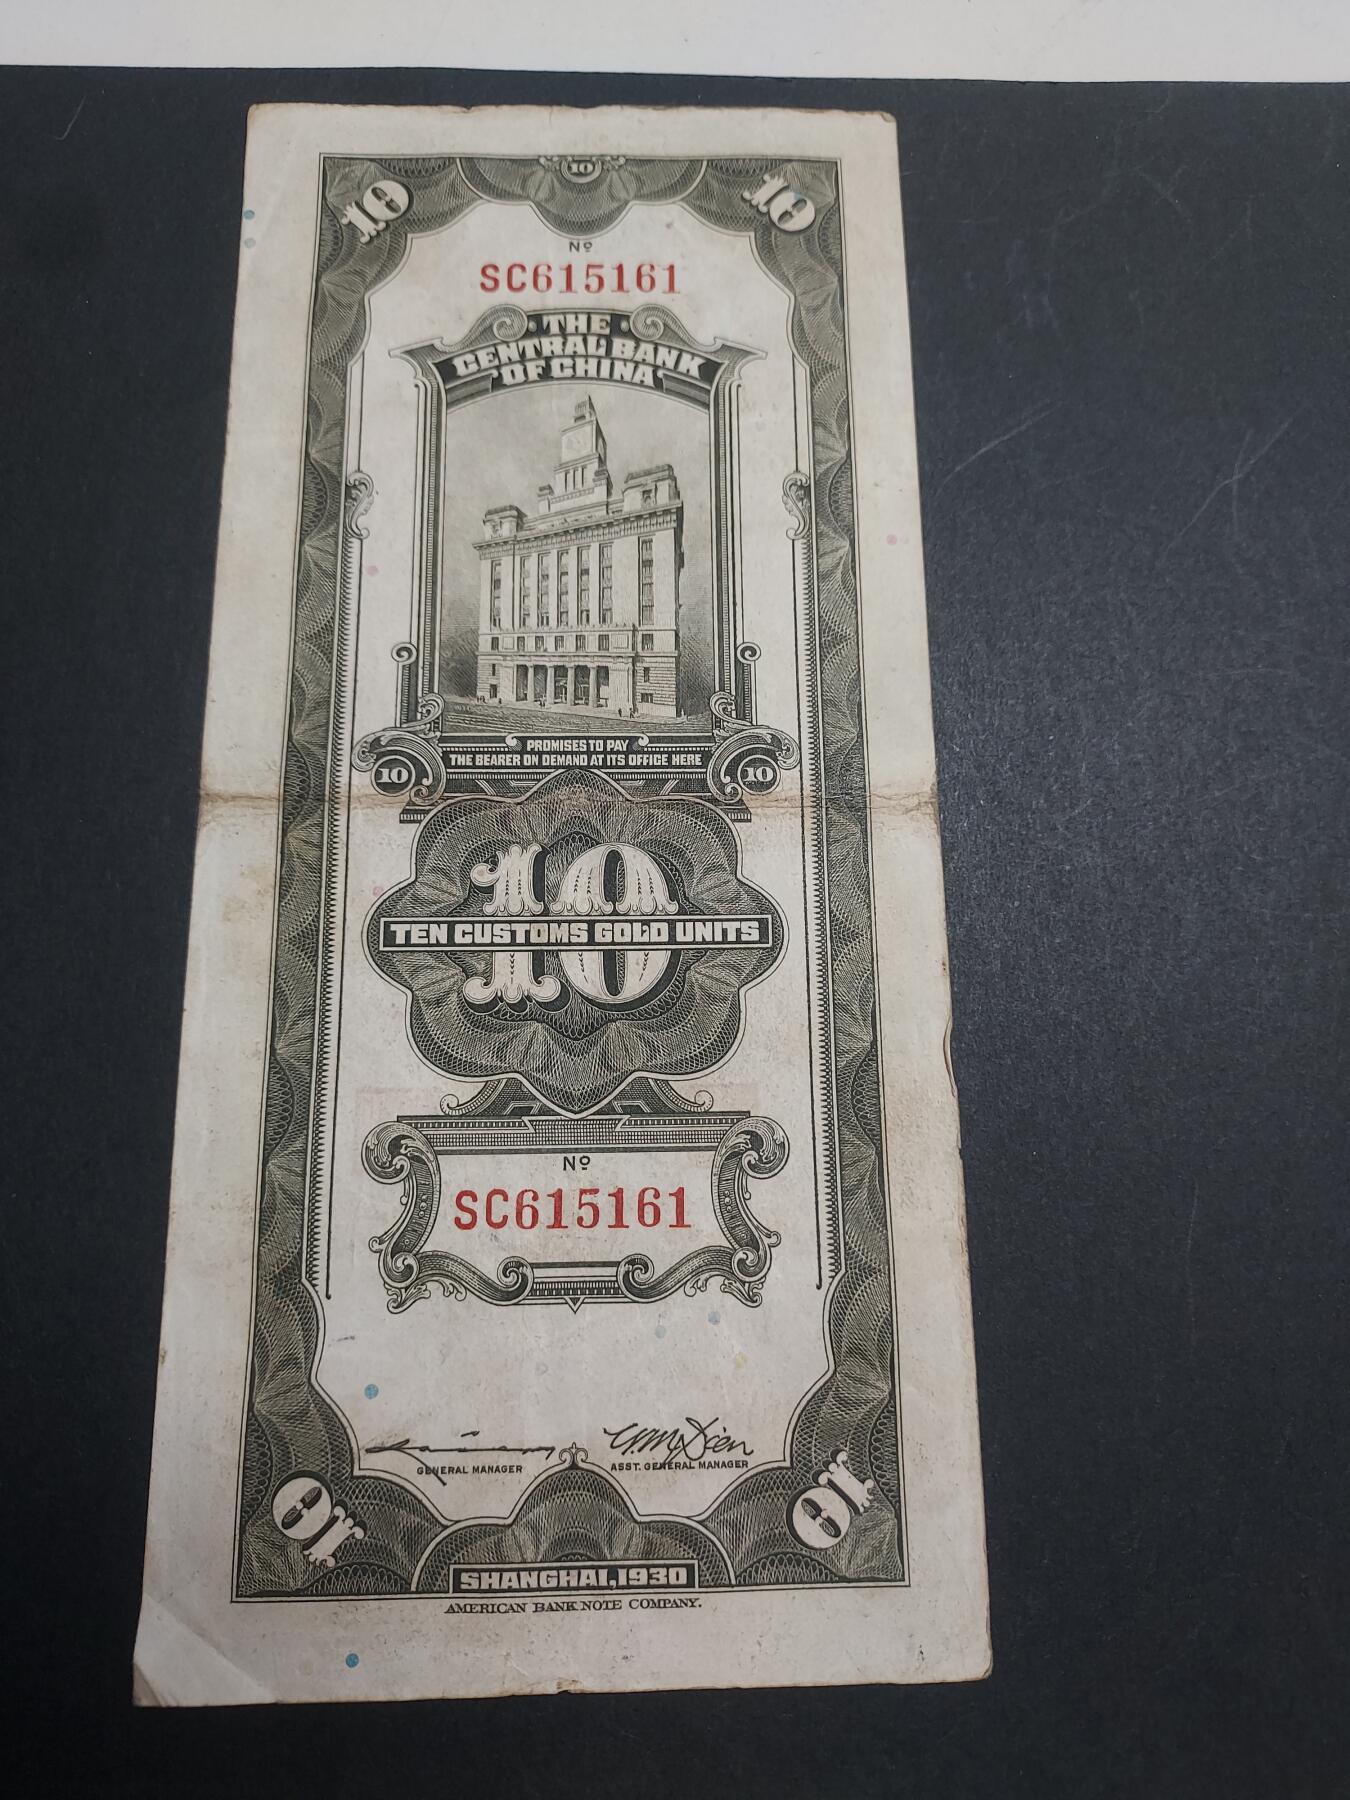 10
10
10
Nº
SC615161
THE
CENTRAL BANK
OF CHINA
PROMISES TO PAY
THE BEARER ON DEMAND AT ITS OFFICE HERE
10
10
10
TEN CUSTOMS GOLD UNITS
Nº
SC615161
GENERAL MANAGER
ASST. GENERAL MANAGER
10
10
SHANGHAI, 1930
AMERICAN BANK NOTE COMPANY.